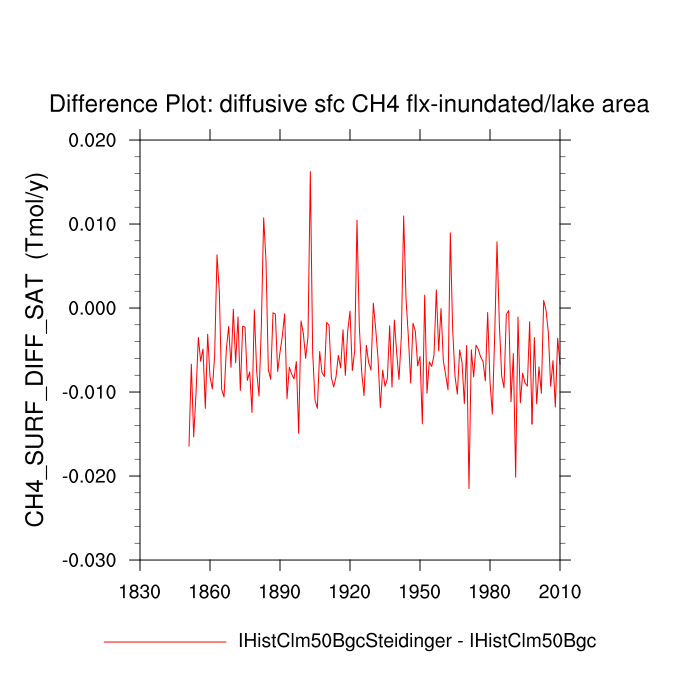 Difference Plot: diffusive sfc CH4 flx-inundated/lake area
CH4_SURF_DIFF_SAT (Tmol/y)
0.020
0.010
0.000
-0.010
-0.020
-0.030
1830 1860 1890 1920 1950 1980 2010
IHistClm50BgcSteidinger - IHistClm50Bgc